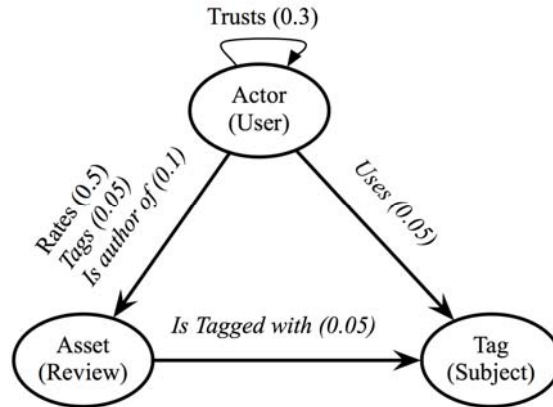 Trusts (0.3)
Actor
(User)
Rates (0.5)
Tags (0.05)
Is author of (0.1)
Uses (0.05)
Is Tagged with (0.05)
Asset
(Review)
Tag
(Subject)